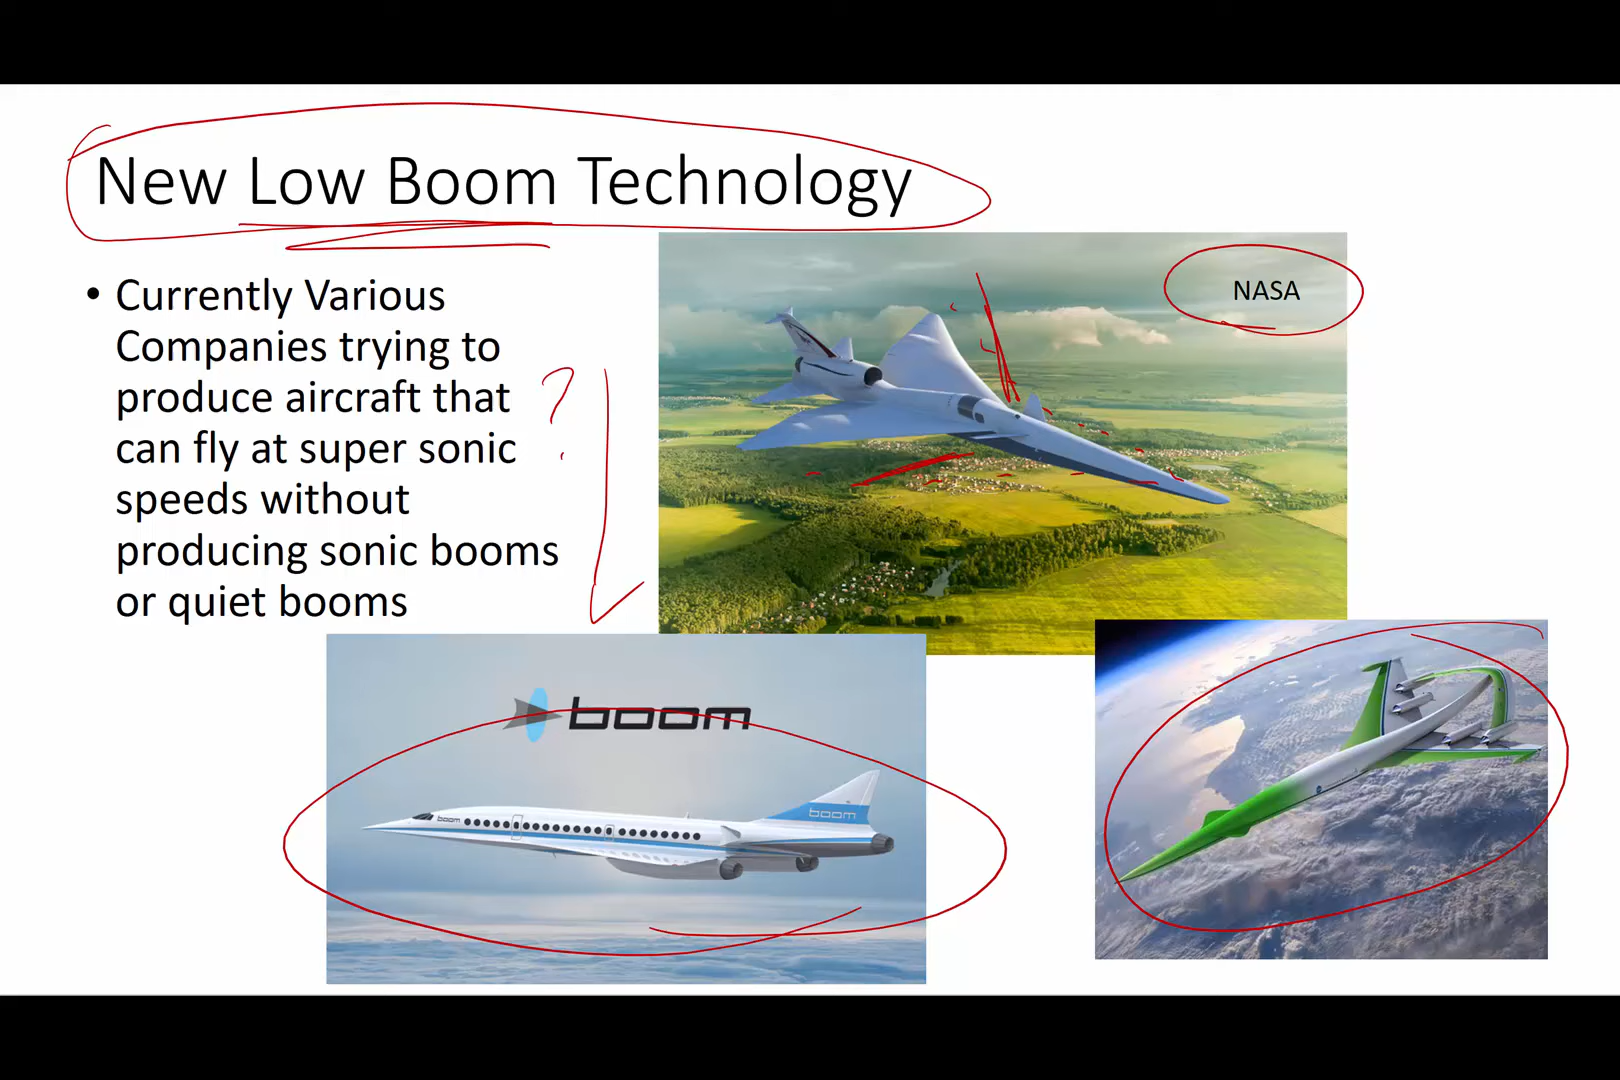 New Low Boom Technology
• Currently Various
Companies trying to
produce aircraft that
can fly at super sonic
speeds without
producing sonic booms
or quiet booms
?
NASA
boom
boom
boom